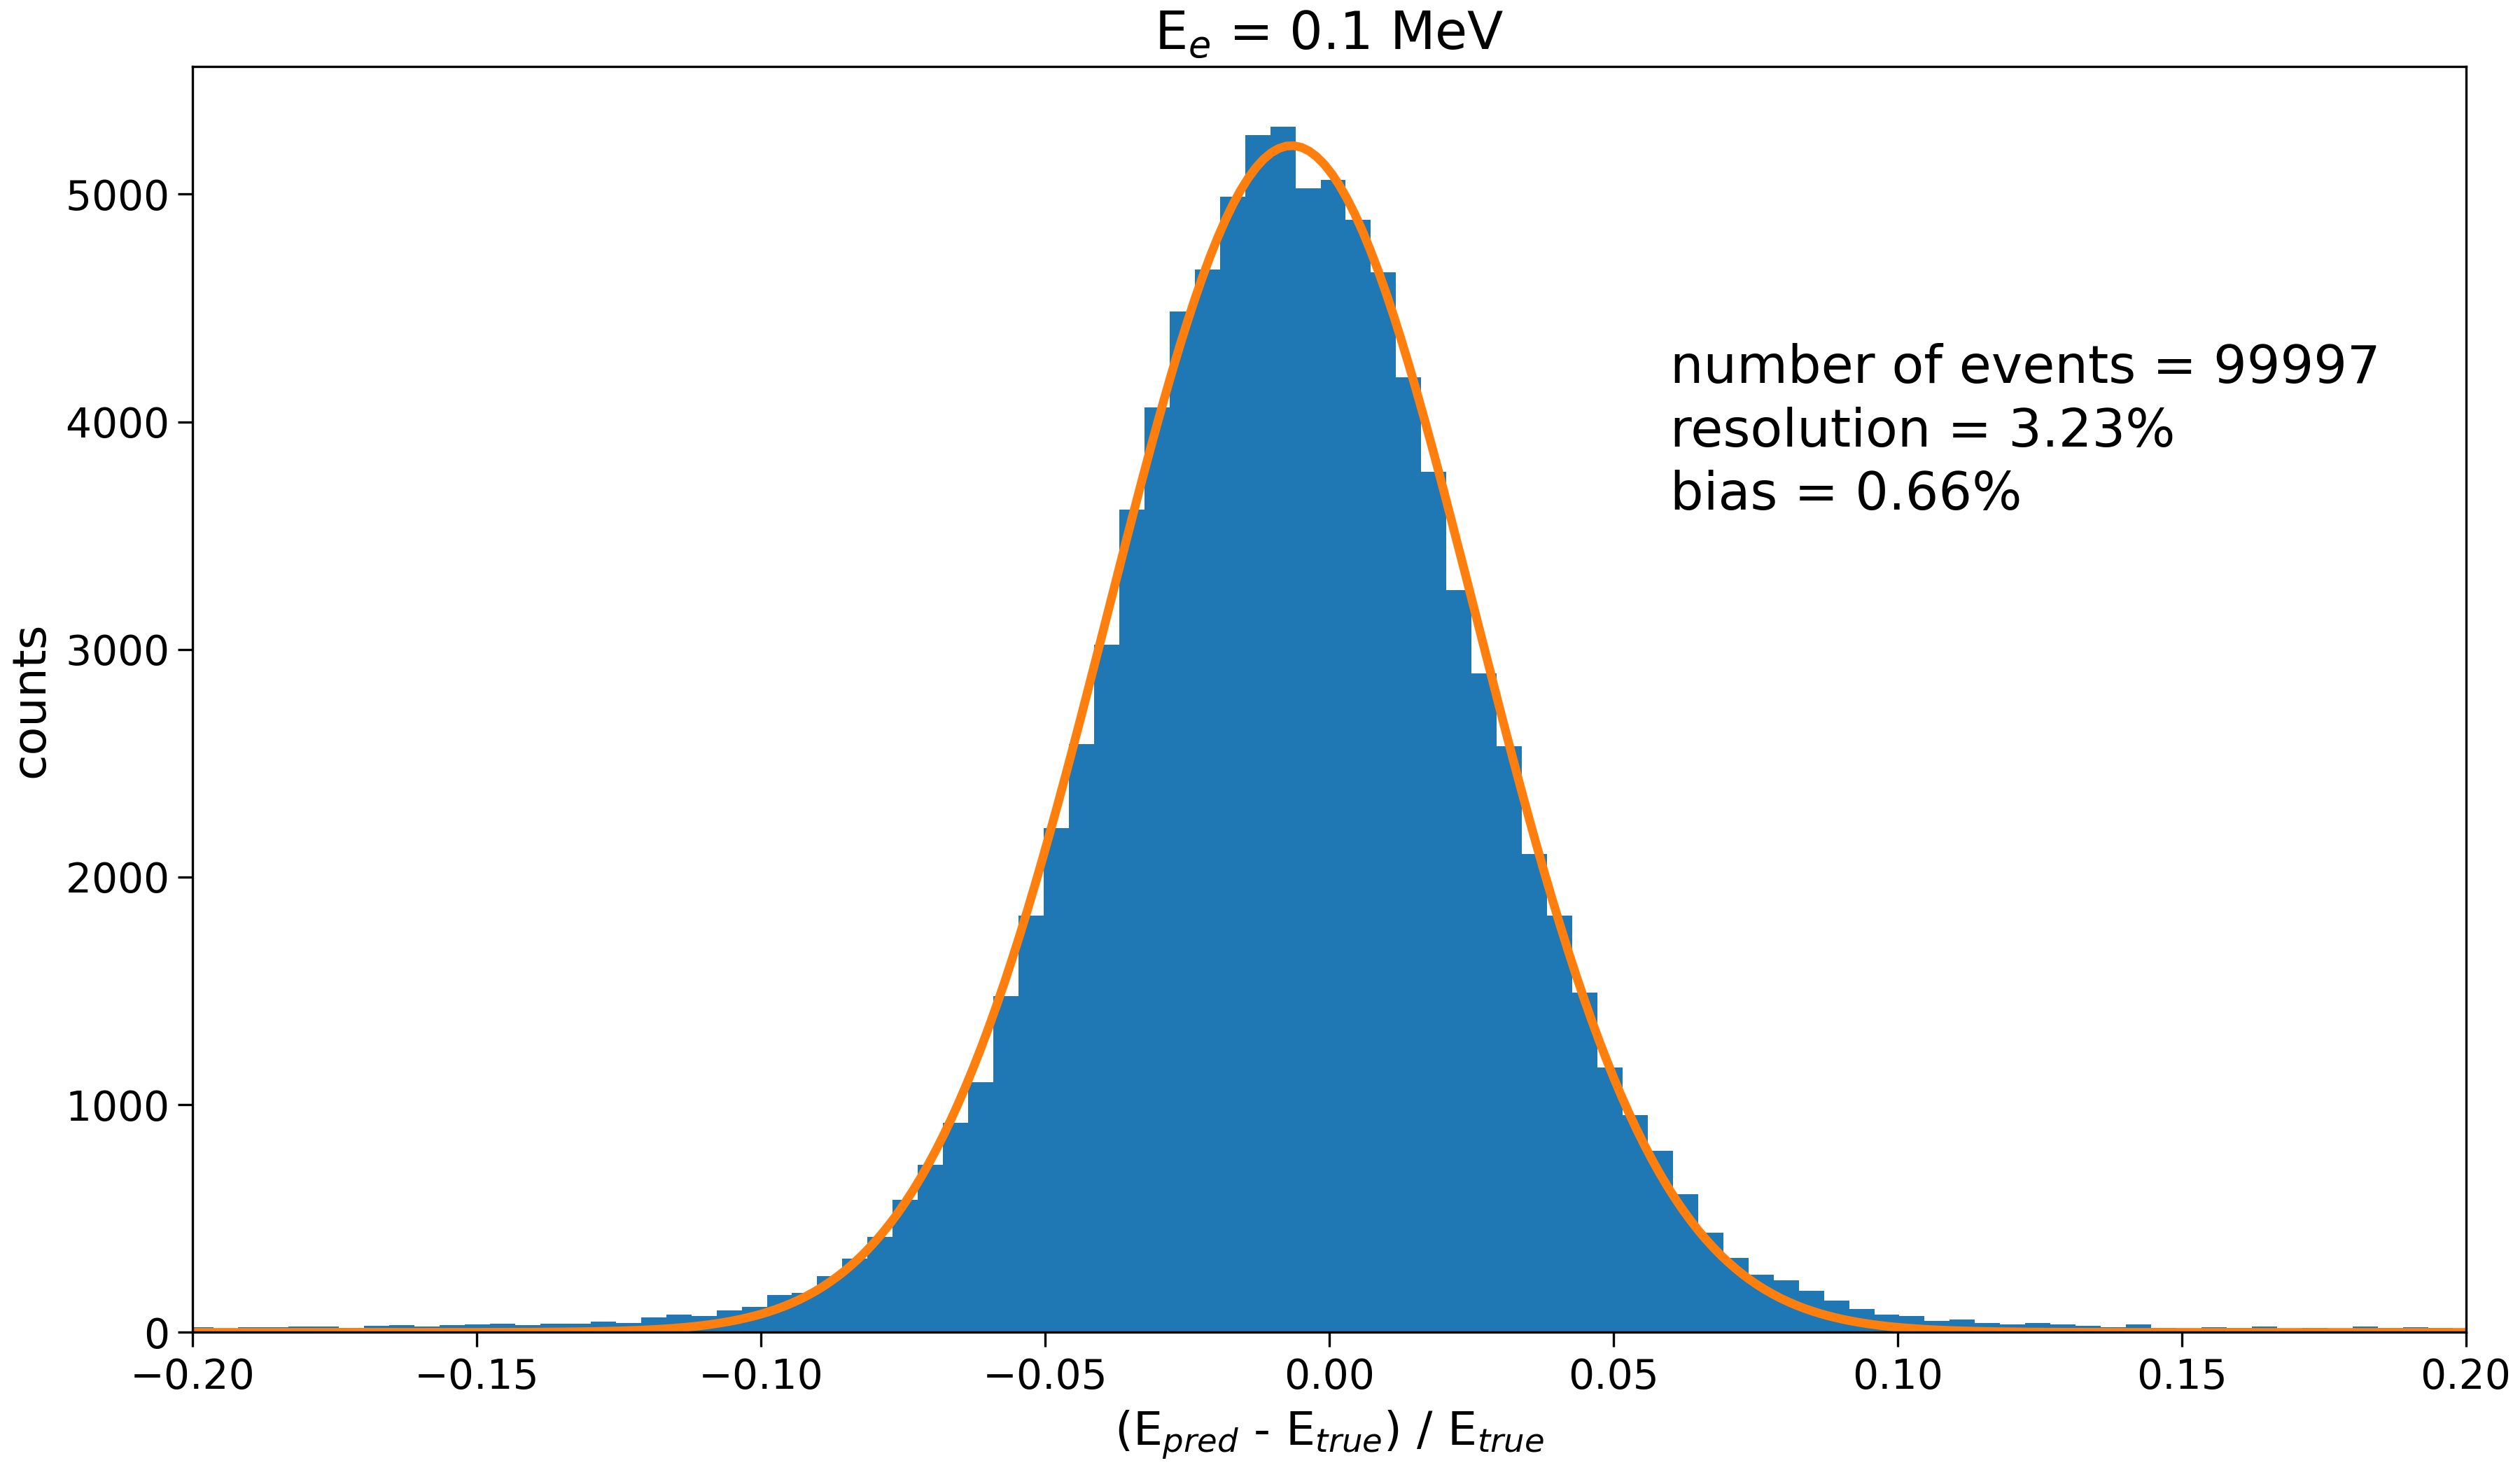 E_e = 0.1 MeV
number of events = 99997
resolution = 3.23%
bias = 0.66%
counts
5000
4000
3000
2000
1000
0
−0.20 −0.15 −0.10 −0.05 0.00 0.05 0.10 0.15 0.20
(E_pred - E_true) / E_true